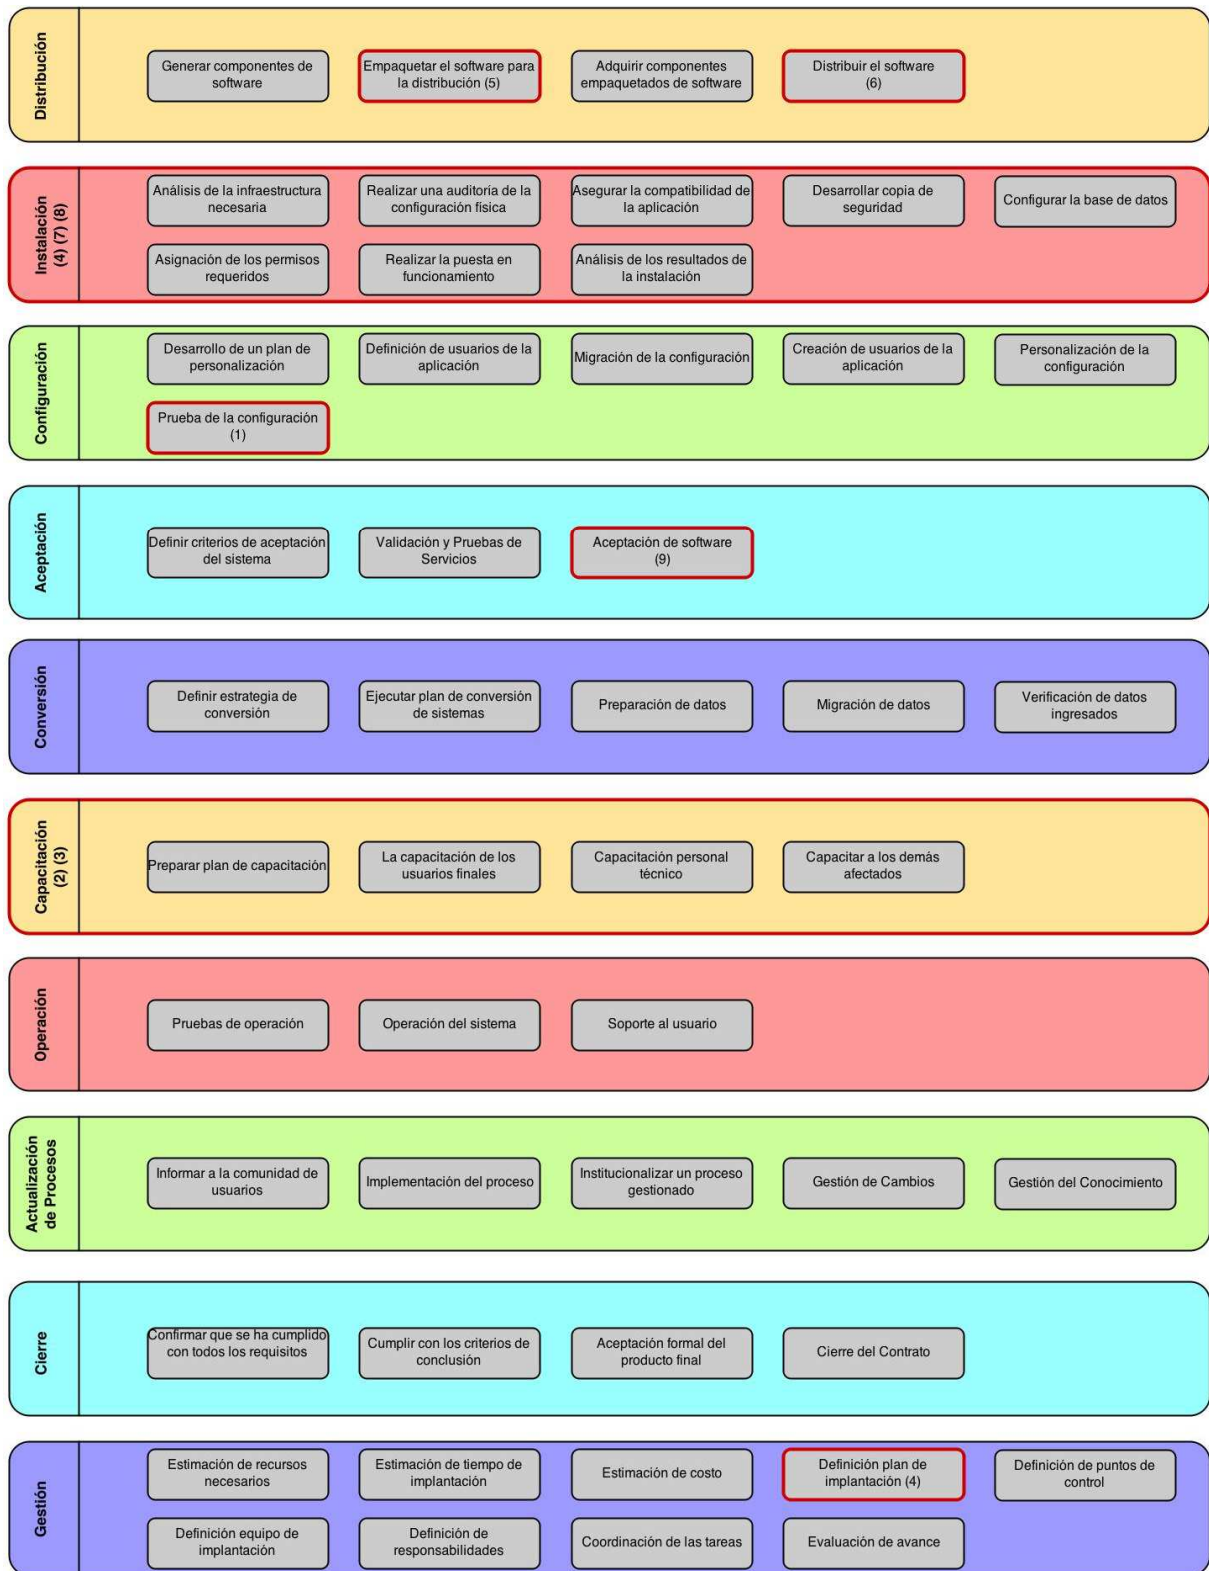 Distribución
Generar componentes de
software
Empaquetar el software para
la distribución (5)
Adquirir componentes
empaquetados de software
Distribuir el software
(6)
Instalación
(4) (7) (8)
Análisis de la infraestructura
necesaria
Realizar una auditoría de la
configuración física
Asegurar la compatibilidad de
la aplicación
Desarrollar copia de
seguridad
Configurar la base de datos
Asignación de los permisos
requeridos
Realizar la puesta en
funcionamiento
Análisis de los resultados de
la instalación
Configuración
Desarrollo de un plan de
personalización
Definición de usuarios de la
aplicación
Migración de la configuración
Creación de usuarios de la
aplicación
Personalización de la
configuración
Prueba de la configuración
(1)
Aceptación
Definir criterios de aceptación
del sistema
Validación y Pruebas de
Servicios
Aceptación de software
(9)
Conversión
Definir estrategia de
conversión
Ejecutar plan de conversión
de sistemas
Preparación de datos
Migración de datos
Verificación de datos
ingresados
Capacitación
(2) (3)
Preparar plan de capacitación
La capacitación de los
usuarios finales
Capacitación personal
técnico
Capacitar a los demás
afectados
Operación
Pruebas de operación
Operación del sistema
Soporte al usuario
Actualización
de Procesos
Informar a la comunidad de
usuarios
Implementación del proceso
Institucionalizar un proceso
gestionado
Gestión de Cambios
Gestión del Conocimiento
Cierre
Confirmar que se ha cumplido
con todos los requisitos
Cumplir con los criterios de
conclusión
Aceptación formal del
producto final
Cierre del Contrato
Gestión
Estimación de recursos
necesarios
Estimación de tiempo de
implantación
Estimación de costo
Definición plan de
implantación (4)
Definición de puntos de
control
Definición equipo de
implantación
Definición de
responsabilidades
Coordinación de las tareas
Evaluación de avance